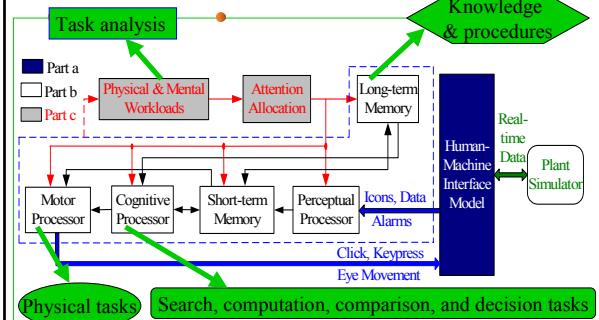 Task analysis
Knowledge
& procedures
Part a
Part b
Part c
Physical & Mental
Workloads
Attention
Allocation
Long-term
Memory
Human-
Machine
Interface
Model
Real-
time
Data
Plant
Simulator
Motor
Processor
Cognitive
Processor
Short-term
Memory
Perceptual
Processor
Icons, Data
Alarms
Click, Keypress
Eye Movement
Physical tasks
Search, computation, comparison, and decision tasks